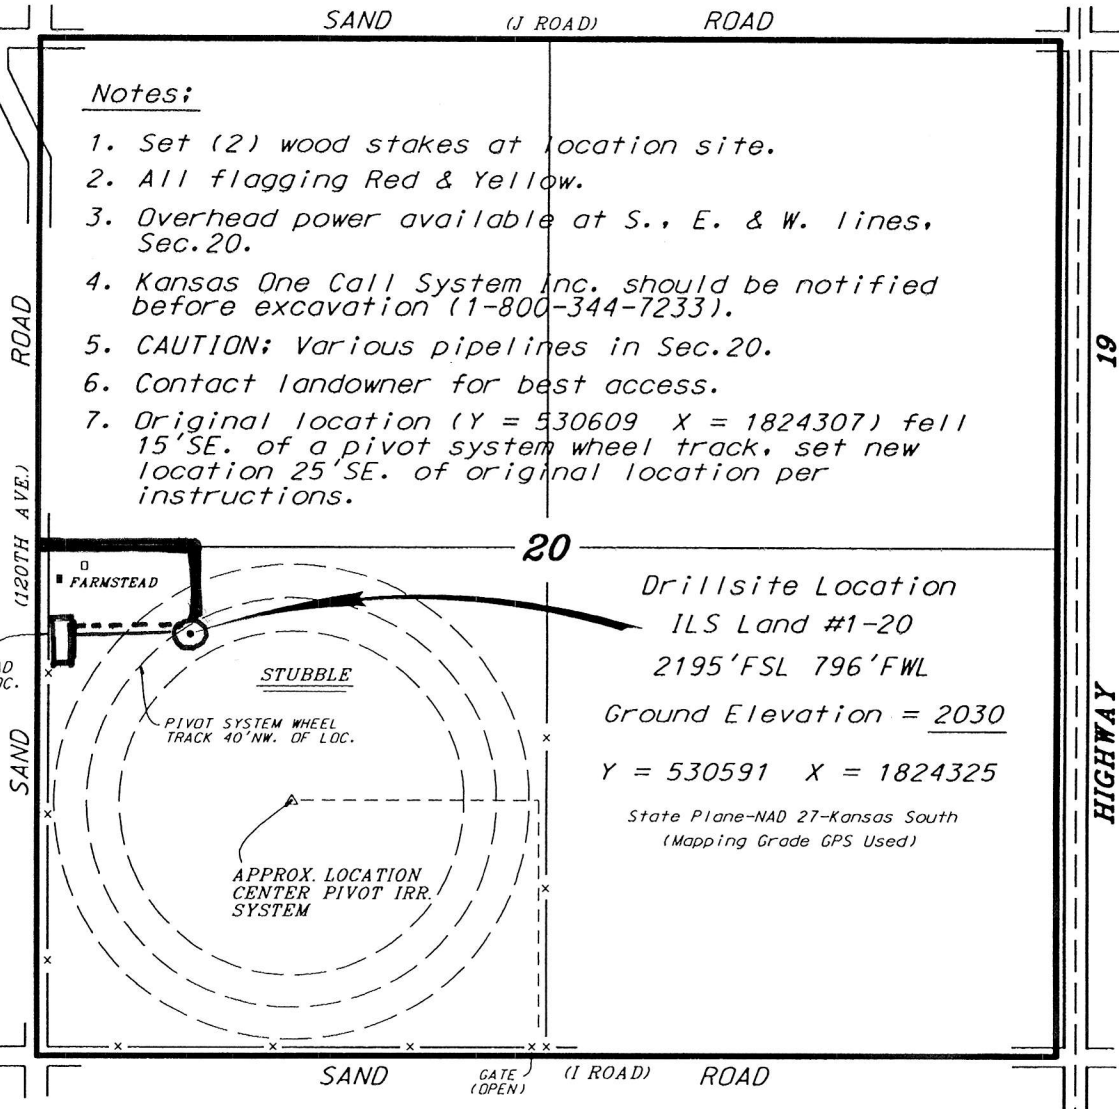 SAND (J ROAD) ROAD
Notes:
1. Set (2) wood stakes at location site.
2. All flagging Red & Yellow.
3. Overhead power available at S., E. & W. lines,
Sec.20.
4. Kansas One Call System Inc. should be notified
before excavation (1-800-344-7233).
5. CAUTION: Various pipelines in Sec.20.
6. Contact landowner for best access.
7. Original location (Y = 530609 X = 1824307) fell
15'SE. of a pivot system wheel track, set new
location 25'SE. of original location per
instructions.
SAND (120TH AVE.) ROAD
HIGHWAY 19
20
FARMSTEAD
Drillsite Location
ILS Land #1-20
2195'FSL 796'FWL
Ground Elevation = 2030
Y = 530591 X = 1824325
State Plane-NAD 27-Kansas South
(Mapping Grade GPS Used)
STUBBLE
PIVOT SYSTEM WHEEL
TRACK 40'NW. OF LOC.
APPROX. LOCATION
CENTER PIVOT IRR.
SYSTEM
SAND (I ROAD) ROAD
GATE
(OPEN)